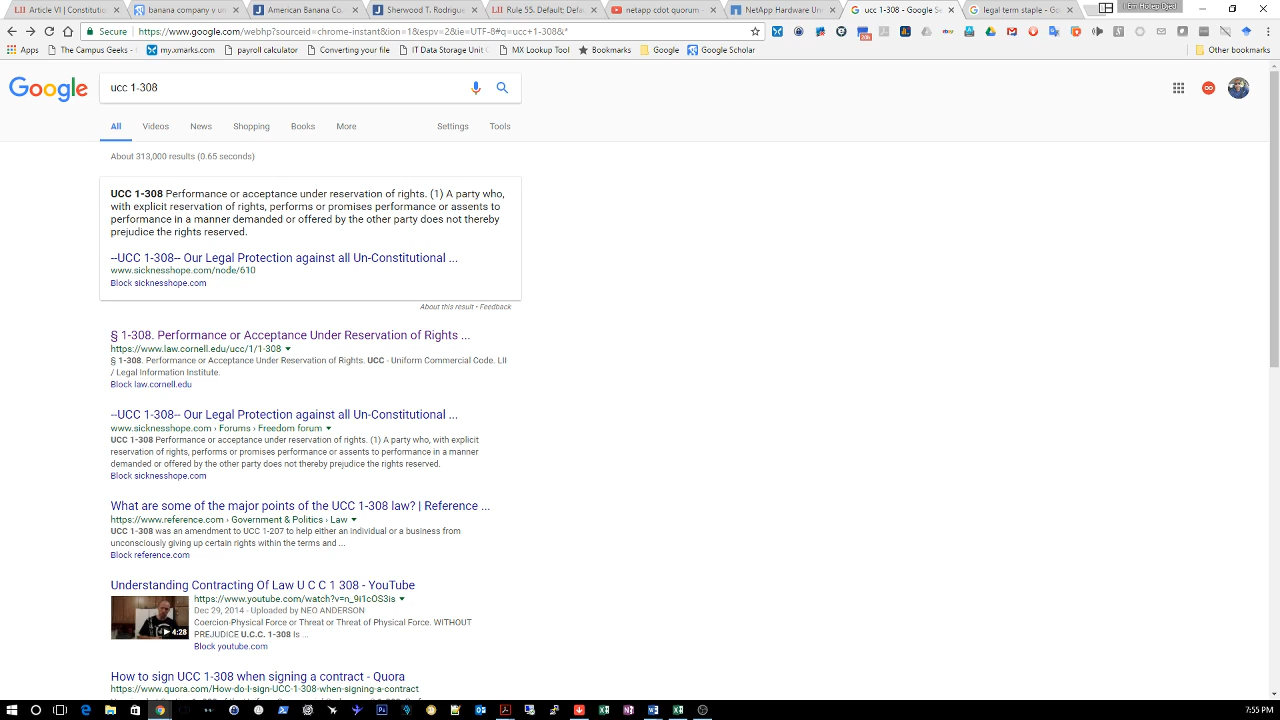 Article VI | Constitutio
banana company v un
American Banana Co.
Sherwood T. Rodrigue
Rule 55. Default; Defa
netapp cdot quorum -
NetApp Hardware Uni
ucc 1-308 - Google Se
legal term staple - Go
I Em Hotep Djed
Secure
https://www.google.com/webhp?sourceid=chrome-instant&ion=1&espv=2&ie=UTF-8#q=ucc+1-308&*
Apps
The Campus Geeks -
my.xmarks.com
payroll calculator
Converting your file
IT Data Storage Unit
MX Lookup Tool
Bookmarks
Google
Google Scholar
Other bookmarks
Google
ucc 1-308
All
Videos
News
Shopping
Books
More
Settings
Tools
About 313,000 results (0.65 seconds)
UCC 1-308 Performance or acceptance under reservation of rights. (1) A party who,
with explicit reservation of rights, performs or promises performance or assents to
performance in a manner demanded or offered by the other party does not thereby
prejudice the rights reserved.
--UCC 1-308-- Our Legal Protection against all Un-Constitutional ...
www.sicknesshope.com/node/610
Block sicknesshope.com
About this result • Feedback
§ 1-308. Performance or Acceptance Under Reservation of Rights ...
https://www.law.cornell.edu/ucc/1/1-308
§ 1-308. Performance or Acceptance Under Reservation of Rights. UCC - Uniform Commercial Code. LII
/ Legal Information Institute.
Block law.cornell.edu
--UCC 1-308-- Our Legal Protection against all Un-Constitutional ...
www.sicknesshope.com › Forums › Freedom forum
UCC 1-308 Performance or acceptance under reservation of rights. (1) A party who, with explicit
reservation of rights, performs or promises performance or assents to performance in a manner
demanded or offered by the other party does not thereby prejudice the rights reserved.
Block sicknesshope.com
What are some of the major points of the UCC 1-308 law? | Reference ...
https://www.reference.com › Government & Politics › Law
UCC 1-308 was an amendment to UCC 1-207 to help either an individual or a business from
unconsciously giving up certain rights within the terms and ...
Block reference.com
Understanding Contracting Of Law U C C 1 308 - YouTube
4:28
https://www.youtube.com/watch?v=n_9i1cOS3is
Dec 29, 2014 - Uploaded by NEO ANDERSON
Coercion-Physical Force or Threat or Threat of Physical Force. WITHOUT
PREJUDICE U.C.C. 1-308 Is ...
Block youtube.com
How to sign UCC 1-308 when signing a contract - Quora
https://www.quora.com/How-do-I-sign-UCC-1-308-when-signing-a-contract
7:55 PM